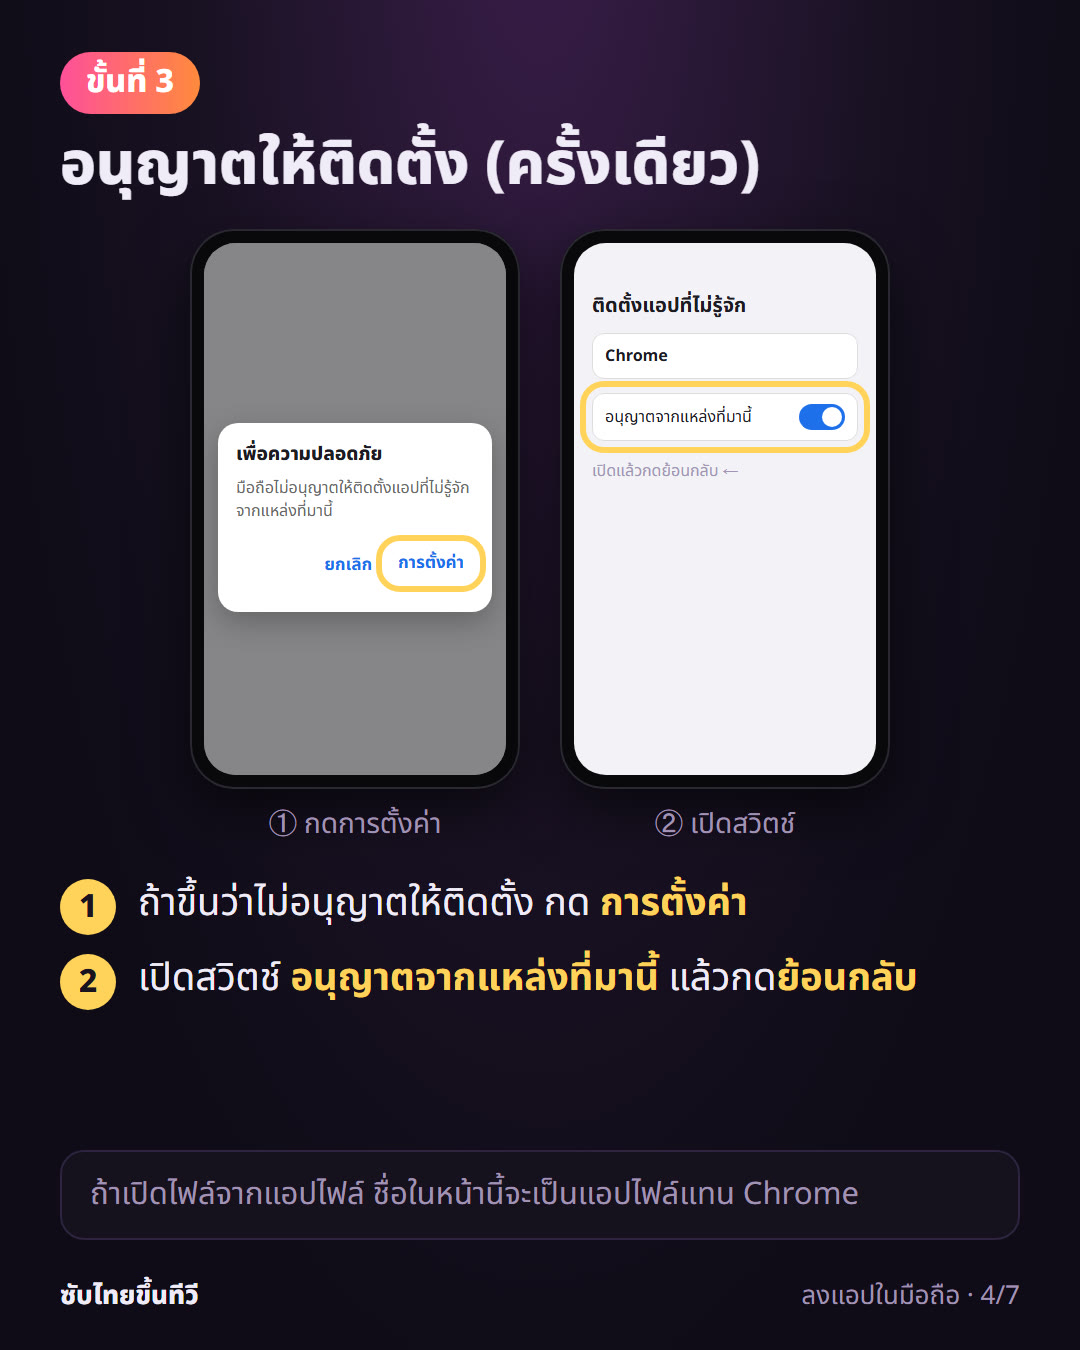 ขั้นที่ 3
อนุญาตให้ติดตั้ง (ครั้งเดียว)
เพื่อความปลอดภัย
มือถือไม่อนุญาตให้ติดตั้งแอปที่ไม่รู้จัก
จากแหล่งที่มานี้
ยกเลิก การตั้งค่า
ติดตั้งแอปที่ไม่รู้จัก
Chrome
อนุญาตจากแหล่งที่มานี้
เปิดแล้วกดย้อนกลับ ←
① กดการตั้งค่า
② เปิดสวิตช์
1 ถ้าขึ้นว่าไม่อนุญาตให้ติดตั้ง กด การตั้งค่า
2 เปิดสวิตช์ อนุญาตจากแหล่งที่มานี้ แล้วกดย้อนกลับ
ถ้าเปิดไฟล์จากแอปไฟล์ ชื่อในหน้านี้จะเป็นแอปไฟล์แทน Chrome
ซับไทยขึ้นทีวี
ลงแอปในมือถือ · 4/7